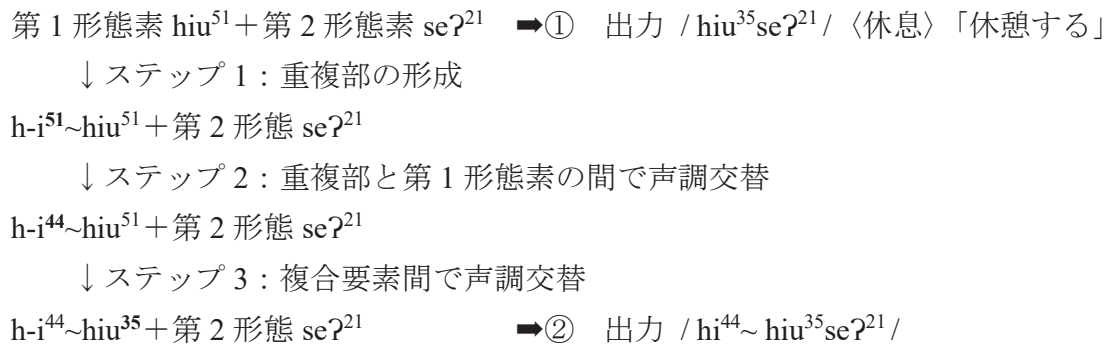 第 1 形態素 hiu⁵¹＋第 2 形態素 seʔ²¹ ➡① 出力 / hiu³⁵seʔ²¹ / 〈休息〉「休憩する」
↓ステップ 1：重複部の形成
h-i⁵¹~hiu⁵¹＋第 2 形態 seʔ²¹
↓ステップ 2：重複部と第 1 形態素の間で声調交替
h-i⁴⁴~hiu⁵¹＋第 2 形態 seʔ²¹
↓ステップ 3：複合要素間で声調交替
h-i⁴⁴~hiu³⁵＋第 2 形態 seʔ²¹ ➡② 出力 / hi⁴⁴~ hiu³⁵seʔ²¹ /